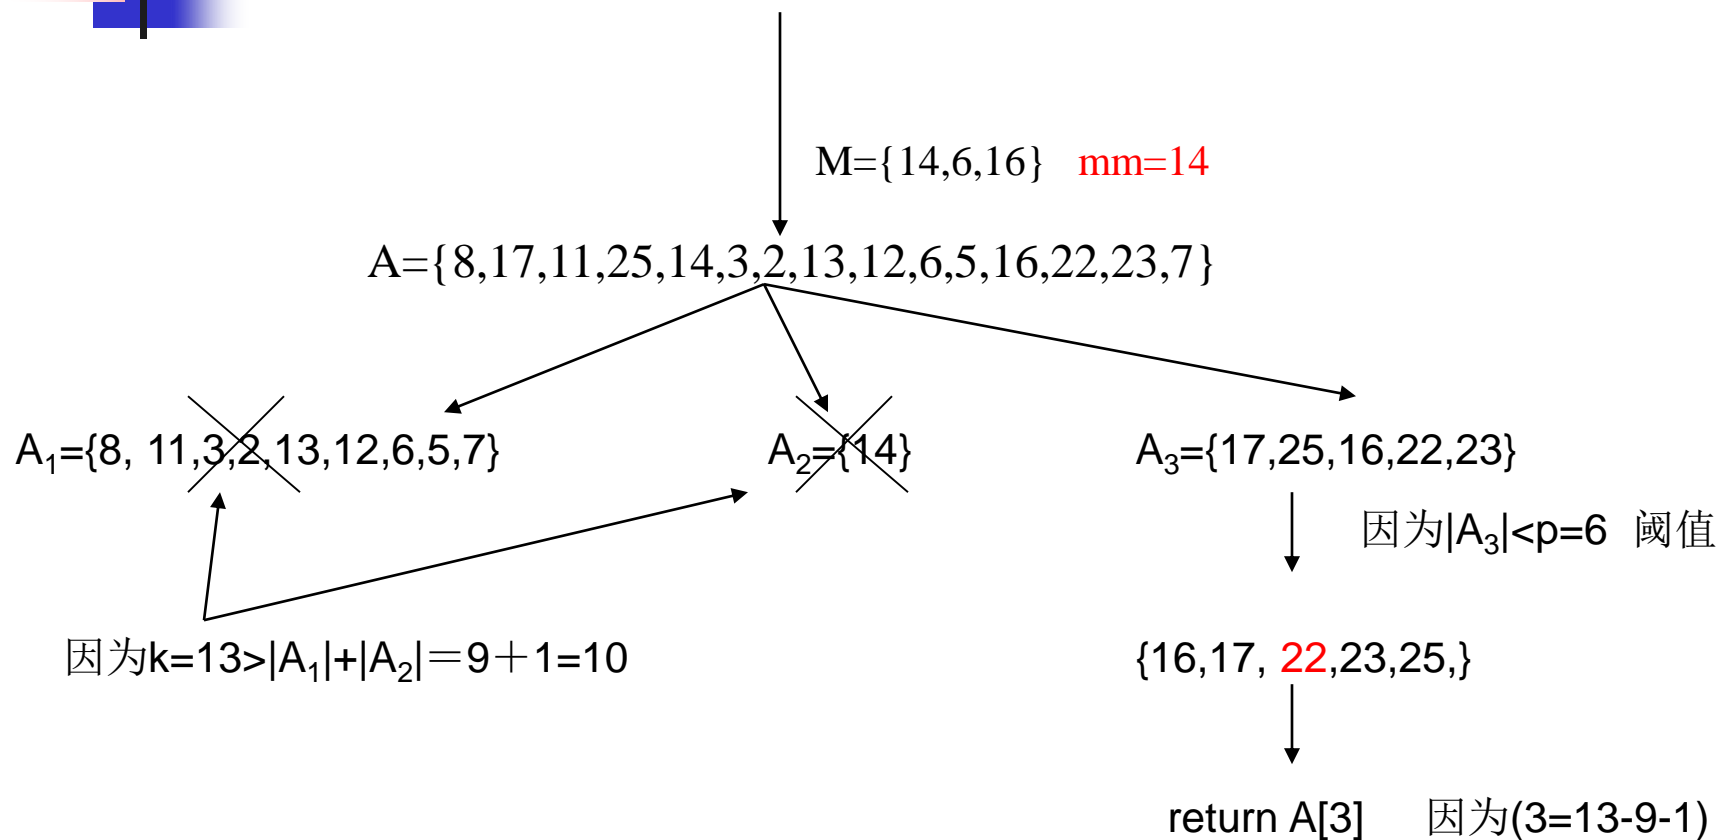 M={14,6,16} mm=14
A={8,17,11,25,14,3,2,13,12,6,5,16,22,23,7}
A₁={8, 11,3,2,13,12,6,5,7}
A₂={14}
A₃={17,25,16,22,23}
因为|A₃|<p=6 阈值
因为k=13>|A₁|+|A₂|＝9＋1=10
{16,17, 22,23,25,}
return A[3] 因为(3=13-9-1)